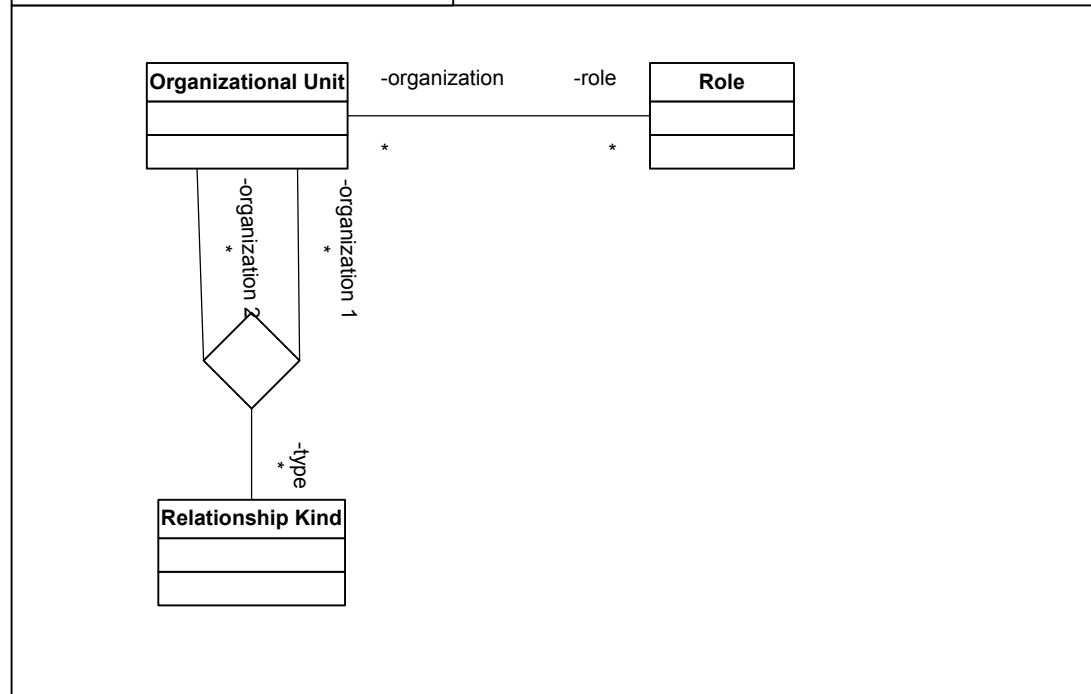 Organizational Unit
-organization
-role
Role
*
*
-organization 2
*
-organization 1
*
-type
*
Relationship Kind